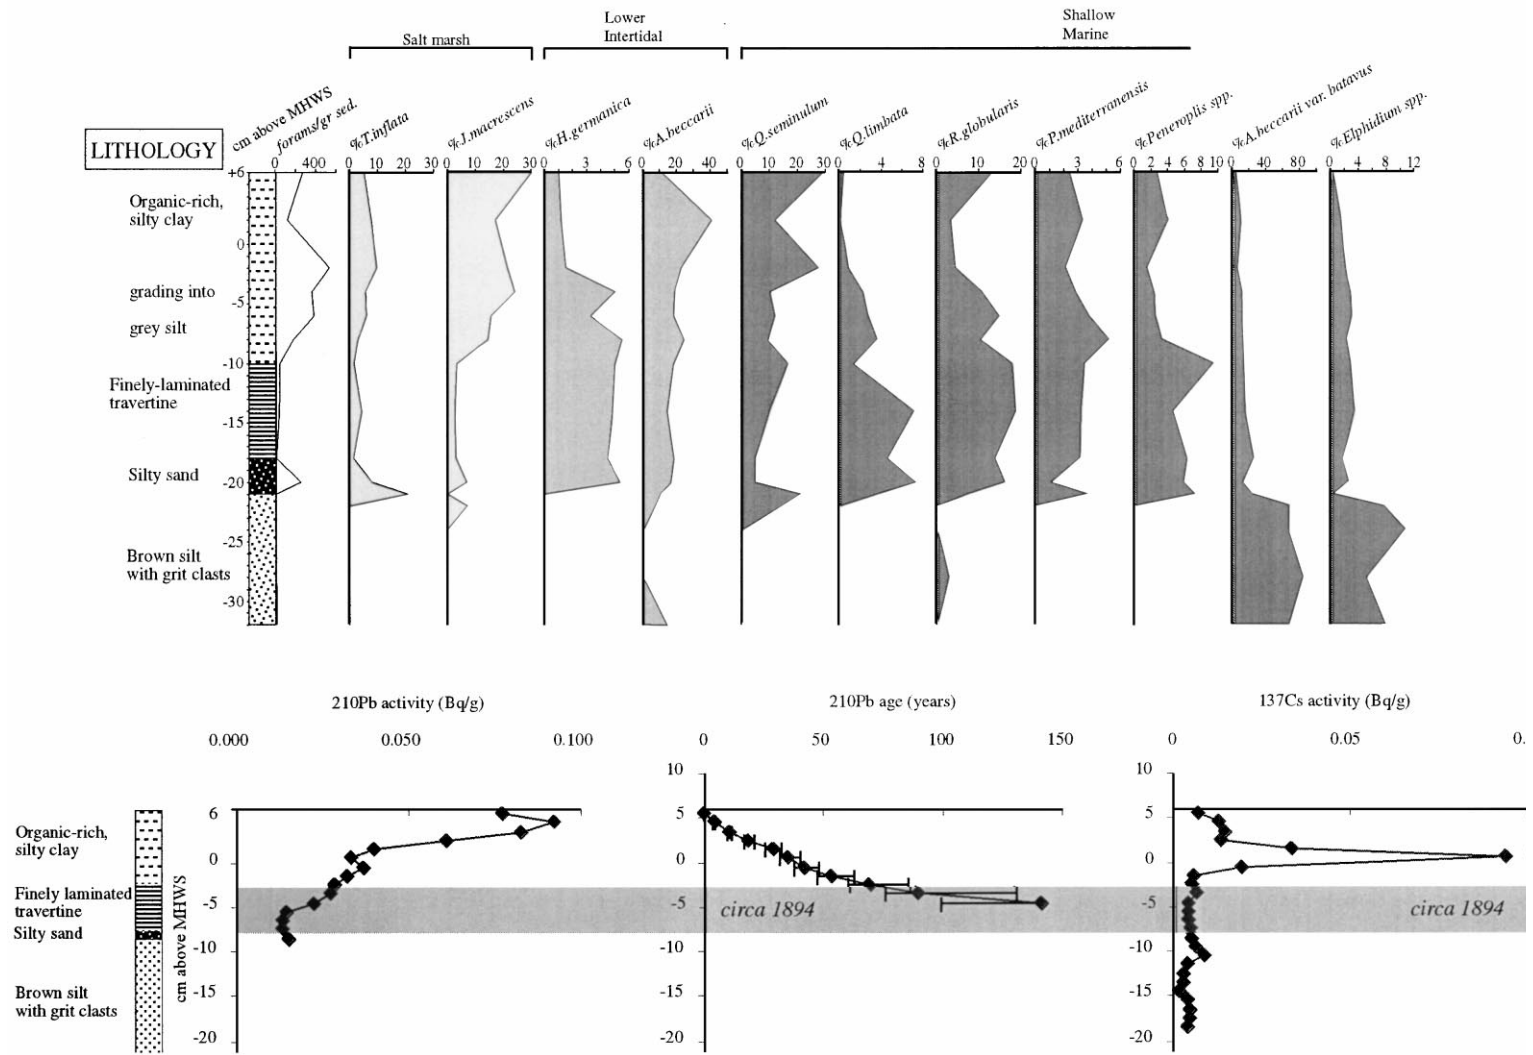 Lower
Intertidal
Shallow
Marine
Salt marsh
cm above MHWS
forams/gr sed.
%T.inflata
%J.macrescens
%H.germanica
%A.beccarii
%Q.seminulum
%Q.limbata
%R.globularis
%P.mediterranensis
%Peneroplis spp.
%A.beccarii var. batavus
%Elphidium spp.
LITHOLOGY
0 400
0 10 20 30
0 10 20 30
0 3 6
0 20 40
0 10 20 30
0 4 8
0 10 20
0 3 6
0 2 4 6 8 10
0 40 80
0 4 8 12
+6
0
-5
-10
-15
-20
-25
-30
Organic-rich,
silty clay
grading into
grey silt
Finely-laminated
travertine
Silty sand
Brown silt
with grit clasts
210Pb activity (Bq/g)
0.000 0.050 0.100
210Pb age (years)
0 50 100 150
137Cs activity (Bq/g)
0 0.05 0.
Organic-rich,
silty clay
Finely laminated
travertine
Silty sand
Brown silt
with grit clasts
cm above MHWS
6
0
-5
-10
-15
-20
10
5
0
-5
-10
-15
-20
circa 1894
10
5
0
-5
-10
-15
-20
circa 1894